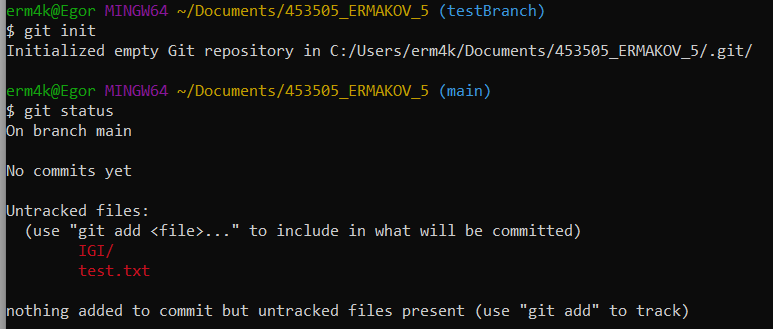 erm4k@Egor MINGW64 ~/Documents/453505_ERMAKOV_5 (testBranch)
$ git init
Initialized empty Git repository in C:/Users/erm4k/Documents/453505_ERMAKOV_5/.git/
erm4k@Egor MINGW64 ~/Documents/453505_ERMAKOV_5 (main)
$ git status
On branch main
No commits yet
Untracked files:
  (use "git add <file>..." to include in what will be committed)
        IGI/
        test.txt
nothing added to commit but untracked files present (use "git add" to track)